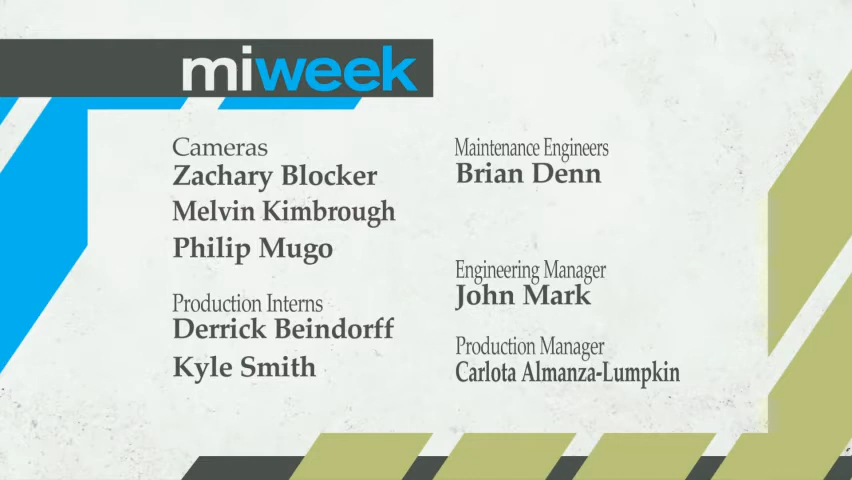 miweek
Cameras
Zachary Blocker
Melvin Kimbrough
Philip Mugo
Production Interns
Derrick Beindorff
Kyle Smith
Maintenance Engineers
Brian Denn
Engineering Manager
John Mark
Production Manager
Carlota Almanza-Lumpkin